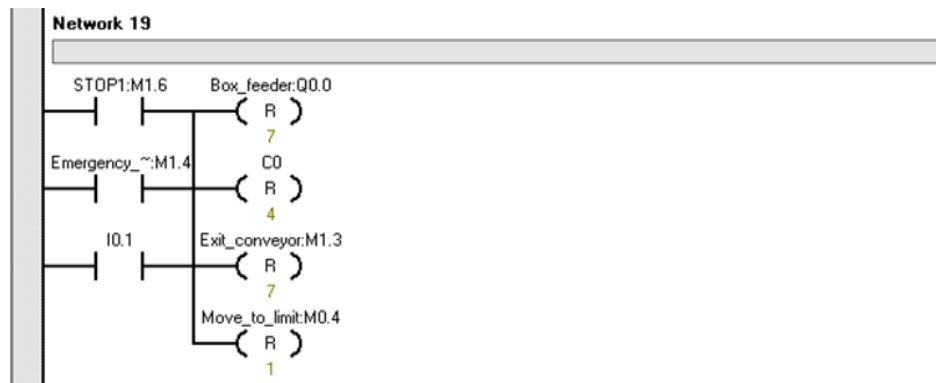 Network 19
STOP1:M1.6 Box_feeder:Q0.0
R
7
Emergency_~:M1.4 C0
R
4
I0.1 Exit_conveyor:M1.3
R
7
Move_to_limit:M0.4
R
1